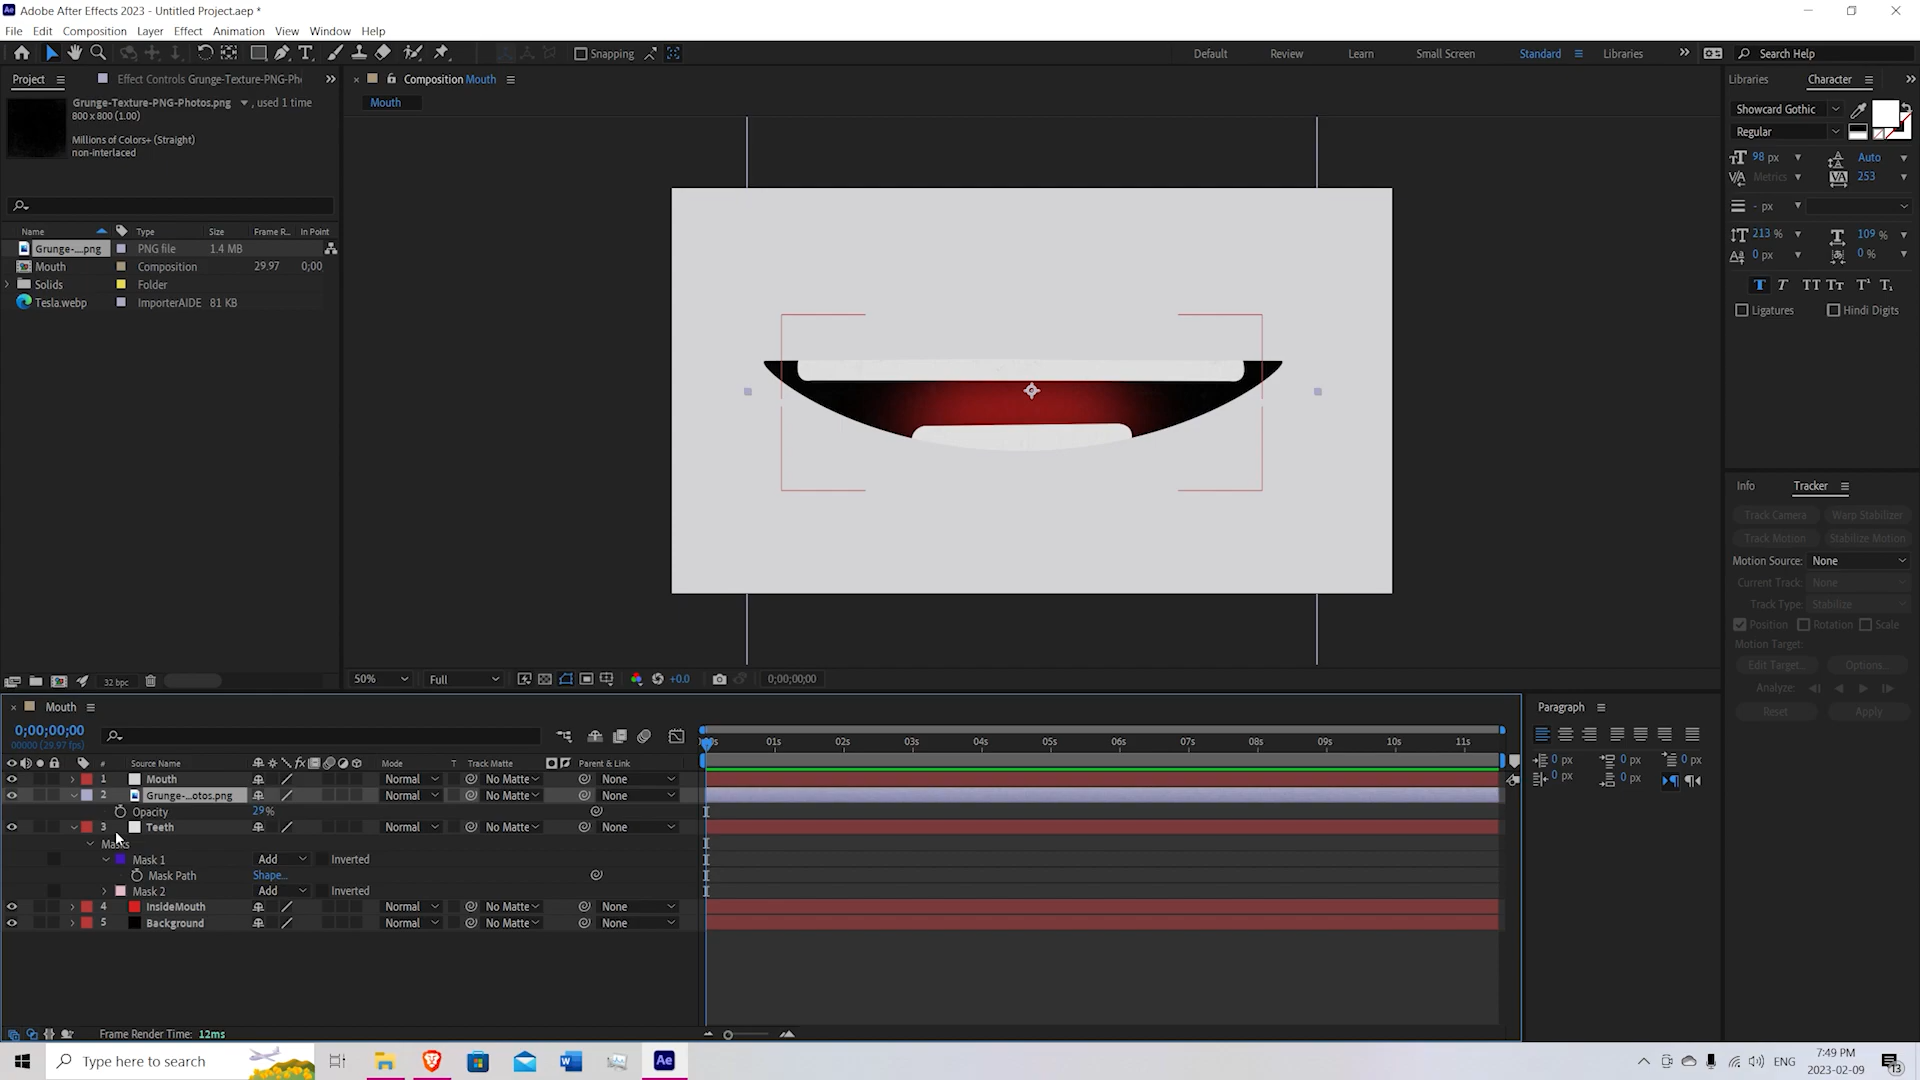 Adobe After Effects 2023 - Untitled Project.aep *
File Edit Composition Layer Effect Animation View Window Help
Snapping
Default Review Learn Small Screen Standard Libraries
Search Help
Project Effect Controls Grunge-Texture-PNG-Ph
Composition Mouth
Libraries Character
Grunge-Texture-PNG-Photos.png , used 1 time
800 x 800 (1.00)
Millions of Colors+ (Straight)
non-interlaced
Mouth
Showcard Gothic
Regular
98 px Auto
Metrics 253
- px
213 % 109 %
0 px 0 %
Ligatures Hindi Digits
Name Type Size Frame R... In Point
Grunge-....png PNG file 1.4 MB
Mouth Composition 29.97 0;00
Solids Folder
Tesla.webp ImporterAIDE 81 KB
Info Tracker
Track Camera Warp Stabilizer
Track Motion Stabilize Motion
Motion Source: None
Current Track: None
Track Type: Stabilize
Position Rotation Scale
Motion Target:
Edit Target... Options...
Analyze:
Reset Apply
32 bpc
50% Full +0.0 0;00;00;00
Mouth
0;00;00;00
00000 (29.97 fps)
01s 02s 03s 04s 05s 06s 07s 08s 09s 10s 11s
# Source Name Mode T Track Matte Parent & Link
1 Mouth Normal No Matte None
2 Grunge-...otos.png Normal No Matte None
Opacity 29%
3 Teeth Normal No Matte None
Masks
Mask 1 Add Inverted
Mask Path Shape...
Mask 2 Add Inverted
4 InsideMouth Normal No Matte None
5 Background Normal No Matte None
Frame Render Time: 12ms
Paragraph
0 px 0 px 0 px
0 px 0 px
Type here to search
ENG
7:49 PM
2023-02-09
13